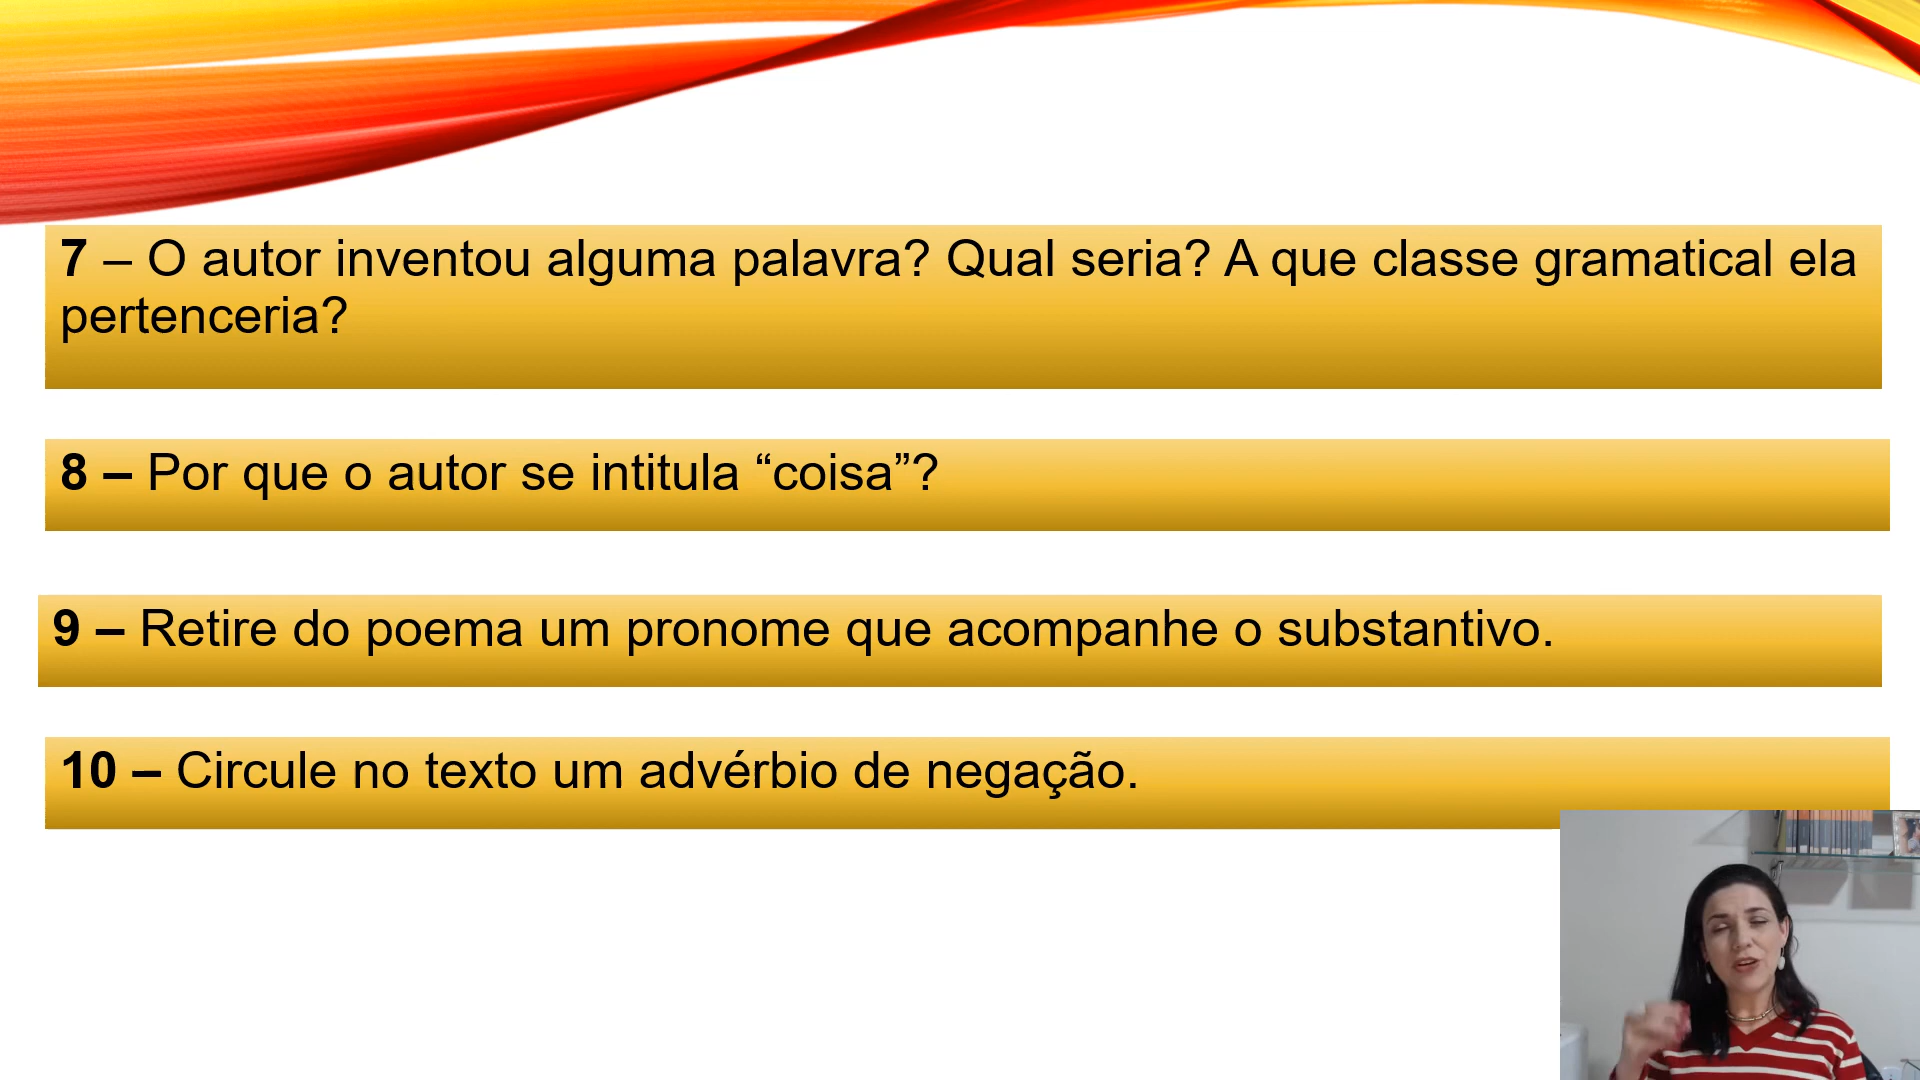 7 – O autor inventou alguma palavra? Qual seria? A que classe gramatical ela
pertenceria?
8 – Por que o autor se intitula “coisa”?
9 – Retire do poema um pronome que acompanhe o substantivo.
10 – Circule no texto um advérbio de negação.